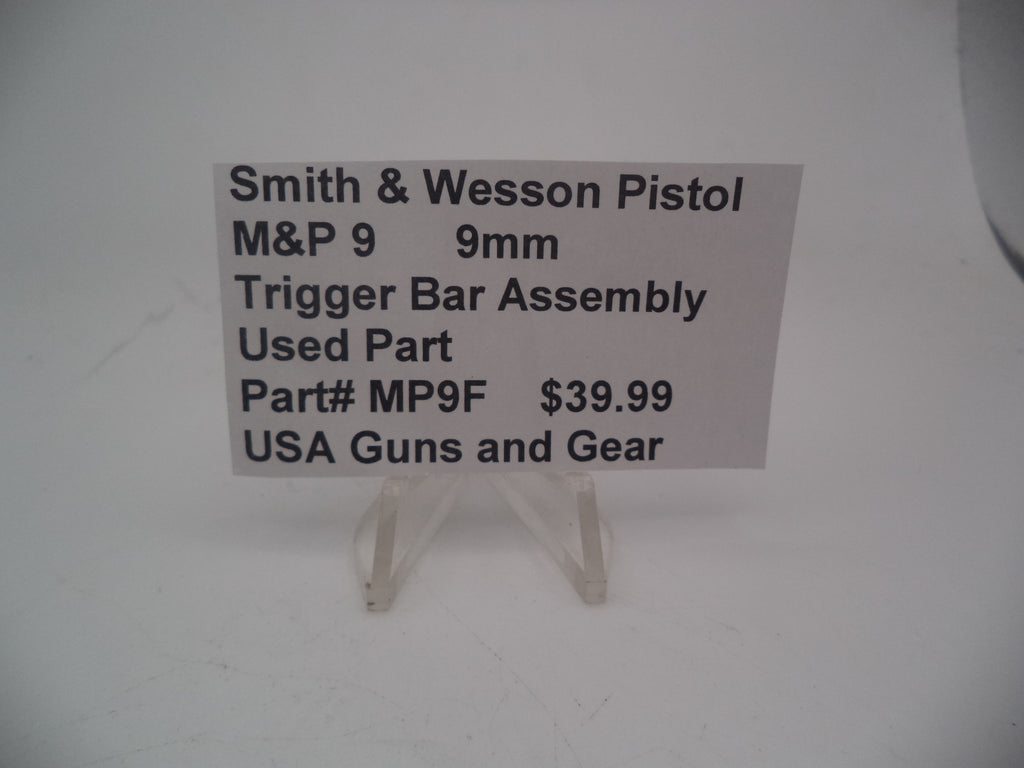 Smith & Wesson Pistol
M&P 9 9mm
Trigger Bar Assembly
Used Part
Part# MP9F $39.99
USA Guns and Gear